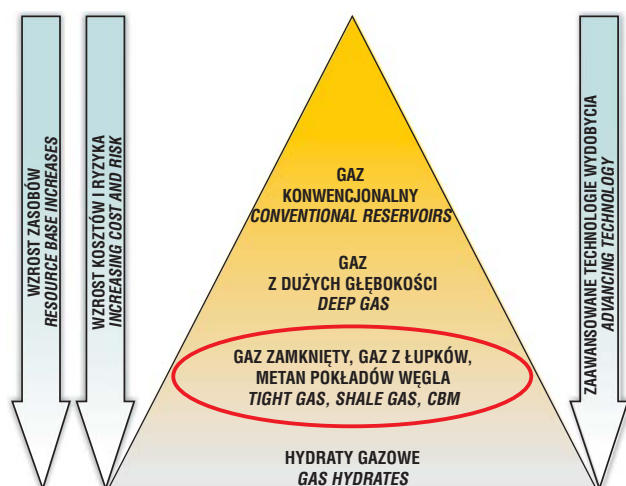 WZROST ZASOBÓW
RESOURCE BASE INCREASES
WZROST KOSZTÓW I RYZYKA
INCREASING COST AND RISK
GAZ
KONWENCJONALNY
CONVENTIONAL RESERVOIRS
GAZ
Z DUŻYCH GŁĘBOKOŚCI
DEEP GAS
GAZ ZAMKNIĘTY, GAZ Z ŁUPKÓW,
METAN POKŁADÓW WĘGLA
TIGHT GAS, SHALE GAS, CBM
HYDRATY GAZOWE
GAS HYDRATES
ZAAWANSOWANE TECHNOLOGIE WYDOBYCIA
ADVANCING TECHNOLOGY